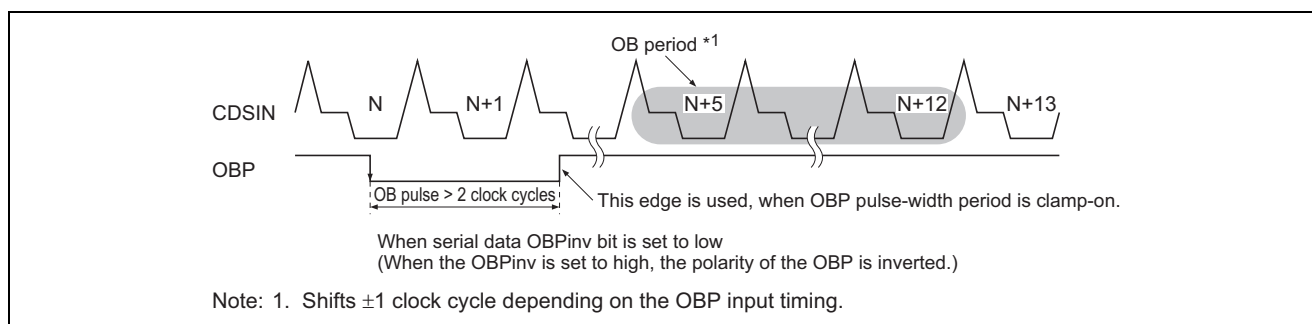 OB period *1
CDSIN
N
N+1
N+5
N+12
N+13
OBP
OB pulse > 2 clock cycles
This edge is used, when OBP pulse-width period is clamp-on.
When serial data OBPinv bit is set to low
(When the OBPinv is set to high, the polarity of the OBP is inverted.)
Note: 1. Shifts ±1 clock cycle depending on the OBP input timing.